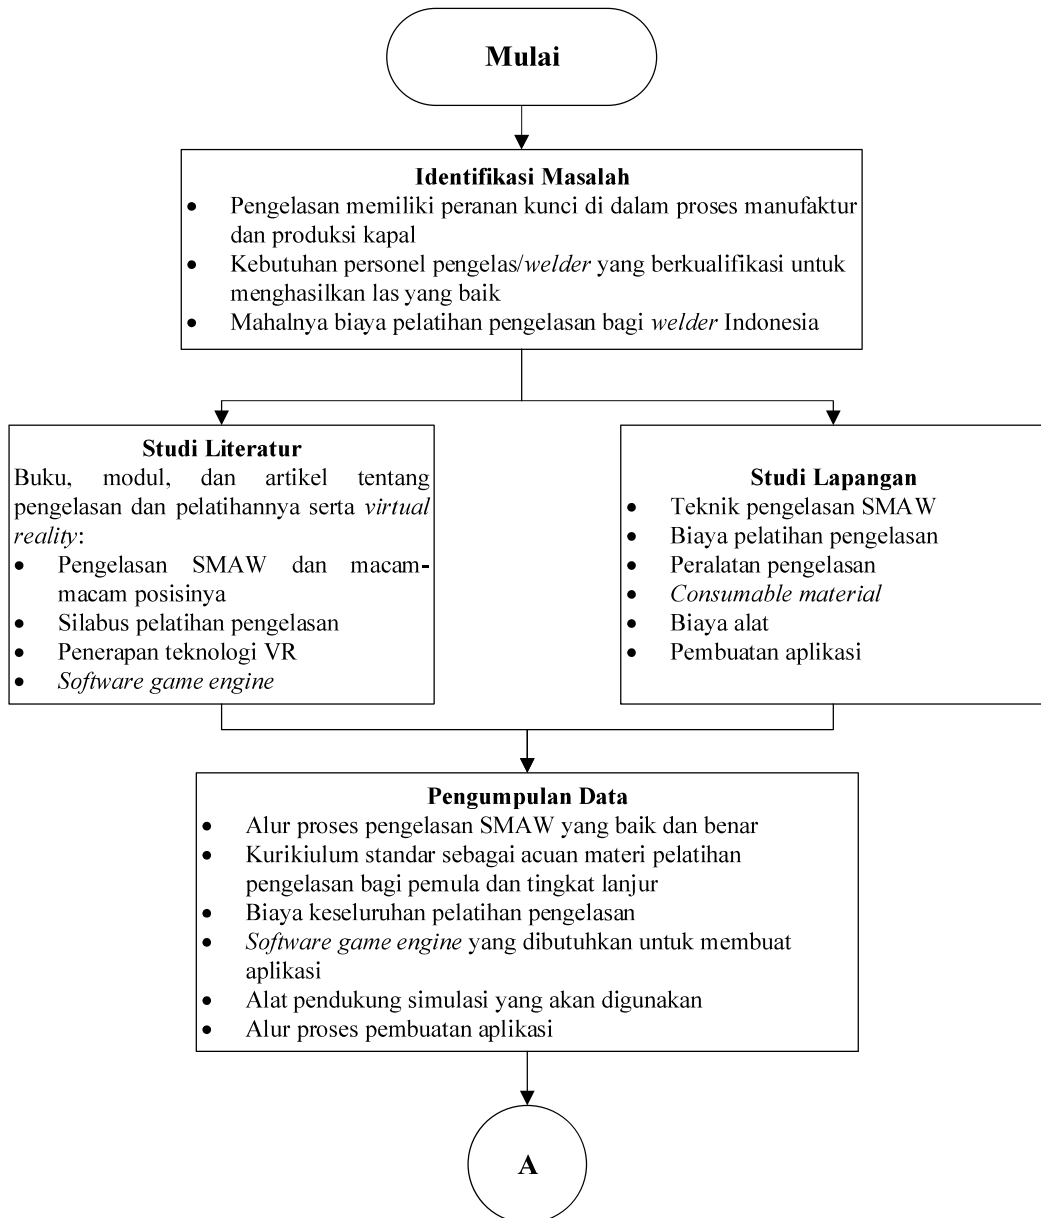 Mulai
Identifikasi Masalah
• Pengelasan memiliki peranan kunci di dalam proses manufaktur
dan produksi kapal
• Kebutuhan personel pengelas/welder yang berkualifikasi untuk
menghasilkan las yang baik
• Mahalnya biaya pelatihan pengelasan bagi welder Indonesia
Studi Literatur
Buku, modul, dan artikel tentang
pengelasan dan pelatihannya serta virtual
reality:
• Pengelasan SMAW dan macam-
macam posisinya
• Silabus pelatihan pengelasan
• Penerapan teknologi VR
• Software game engine
Studi Lapangan
• Teknik pengelasan SMAW
• Biaya pelatihan pengelasan
• Peralatan pengelasan
• Consumable material
• Biaya alat
• Pembuatan aplikasi
Pengumpulan Data
• Alur proses pengelasan SMAW yang baik dan benar
• Kurikiulum standar sebagai acuan materi pelatihan
pengelasan bagi pemula dan tingkat lanjur
• Biaya keseluruhan pelatihan pengelasan
• Software game engine yang dibutuhkan untuk membuat
aplikasi
• Alat pendukung simulasi yang akan digunakan
• Alur proses pembuatan aplikasi
A